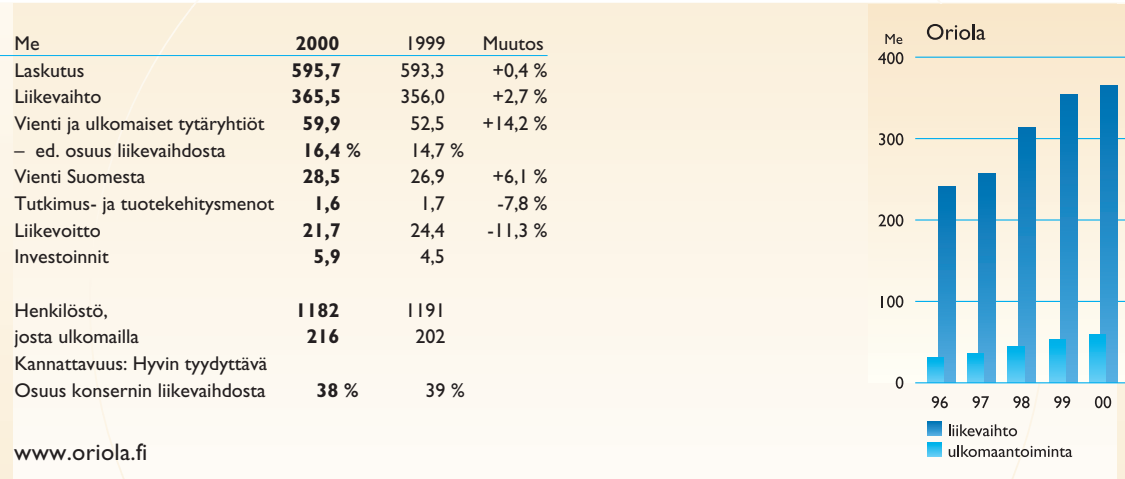 Me 2000 1999 Muutos
Laskutus 595,7 593,3 +0,4 %
Liikevaihto 365,5 356,0 +2,7 %
Vienti ja ulkomaiset tytäryhtiöt 59,9 52,5 +14,2 %
– ed. osuus liikevaihdosta 16,4 % 14,7 %
Vienti Suomesta 28,5 26,9 +6,1 %
Tutkimus- ja tuotekehitysmenot 1,6 1,7 -7,8 %
Liikevoitto 21,7 24,4 -11,3 %
Investoinnit 5,9 4,5
Henkilöstö, 1182 1191
josta ulkomailla 216 202
Kannattavuus: Hyvin tyydyttävä
Osuus konsernin liikevaihdosta 38 % 39 %
www.oriola.fi
Me Oriola
400
300
200
100
0
96 97 98 99 00
liikevaihto
ulkomaantoiminta